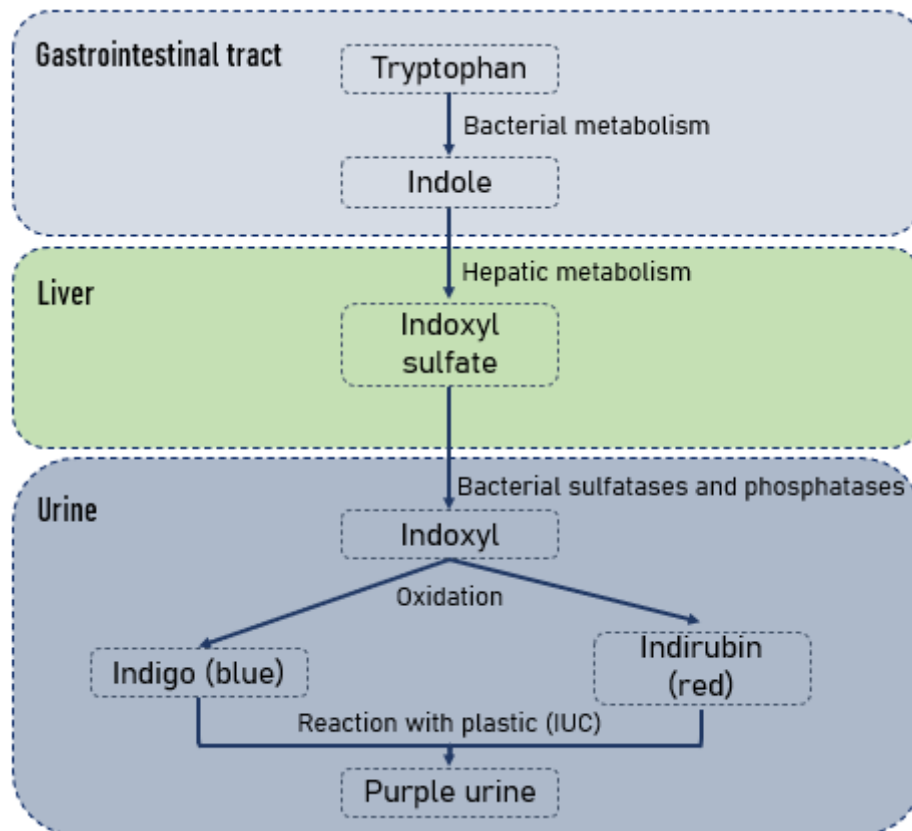 Gastrointestinal tract
Tryptophan
Bacterial metabolism
Indole
Hepatic metabolism
Liver
Indoxyl
sulfate
Bacterial sulfatases and phosphatases
Urine
Indoxyl
Oxidation
Indigo (blue)
Indirubin
(red)
Reaction with plastic (IUC)
Purple urine